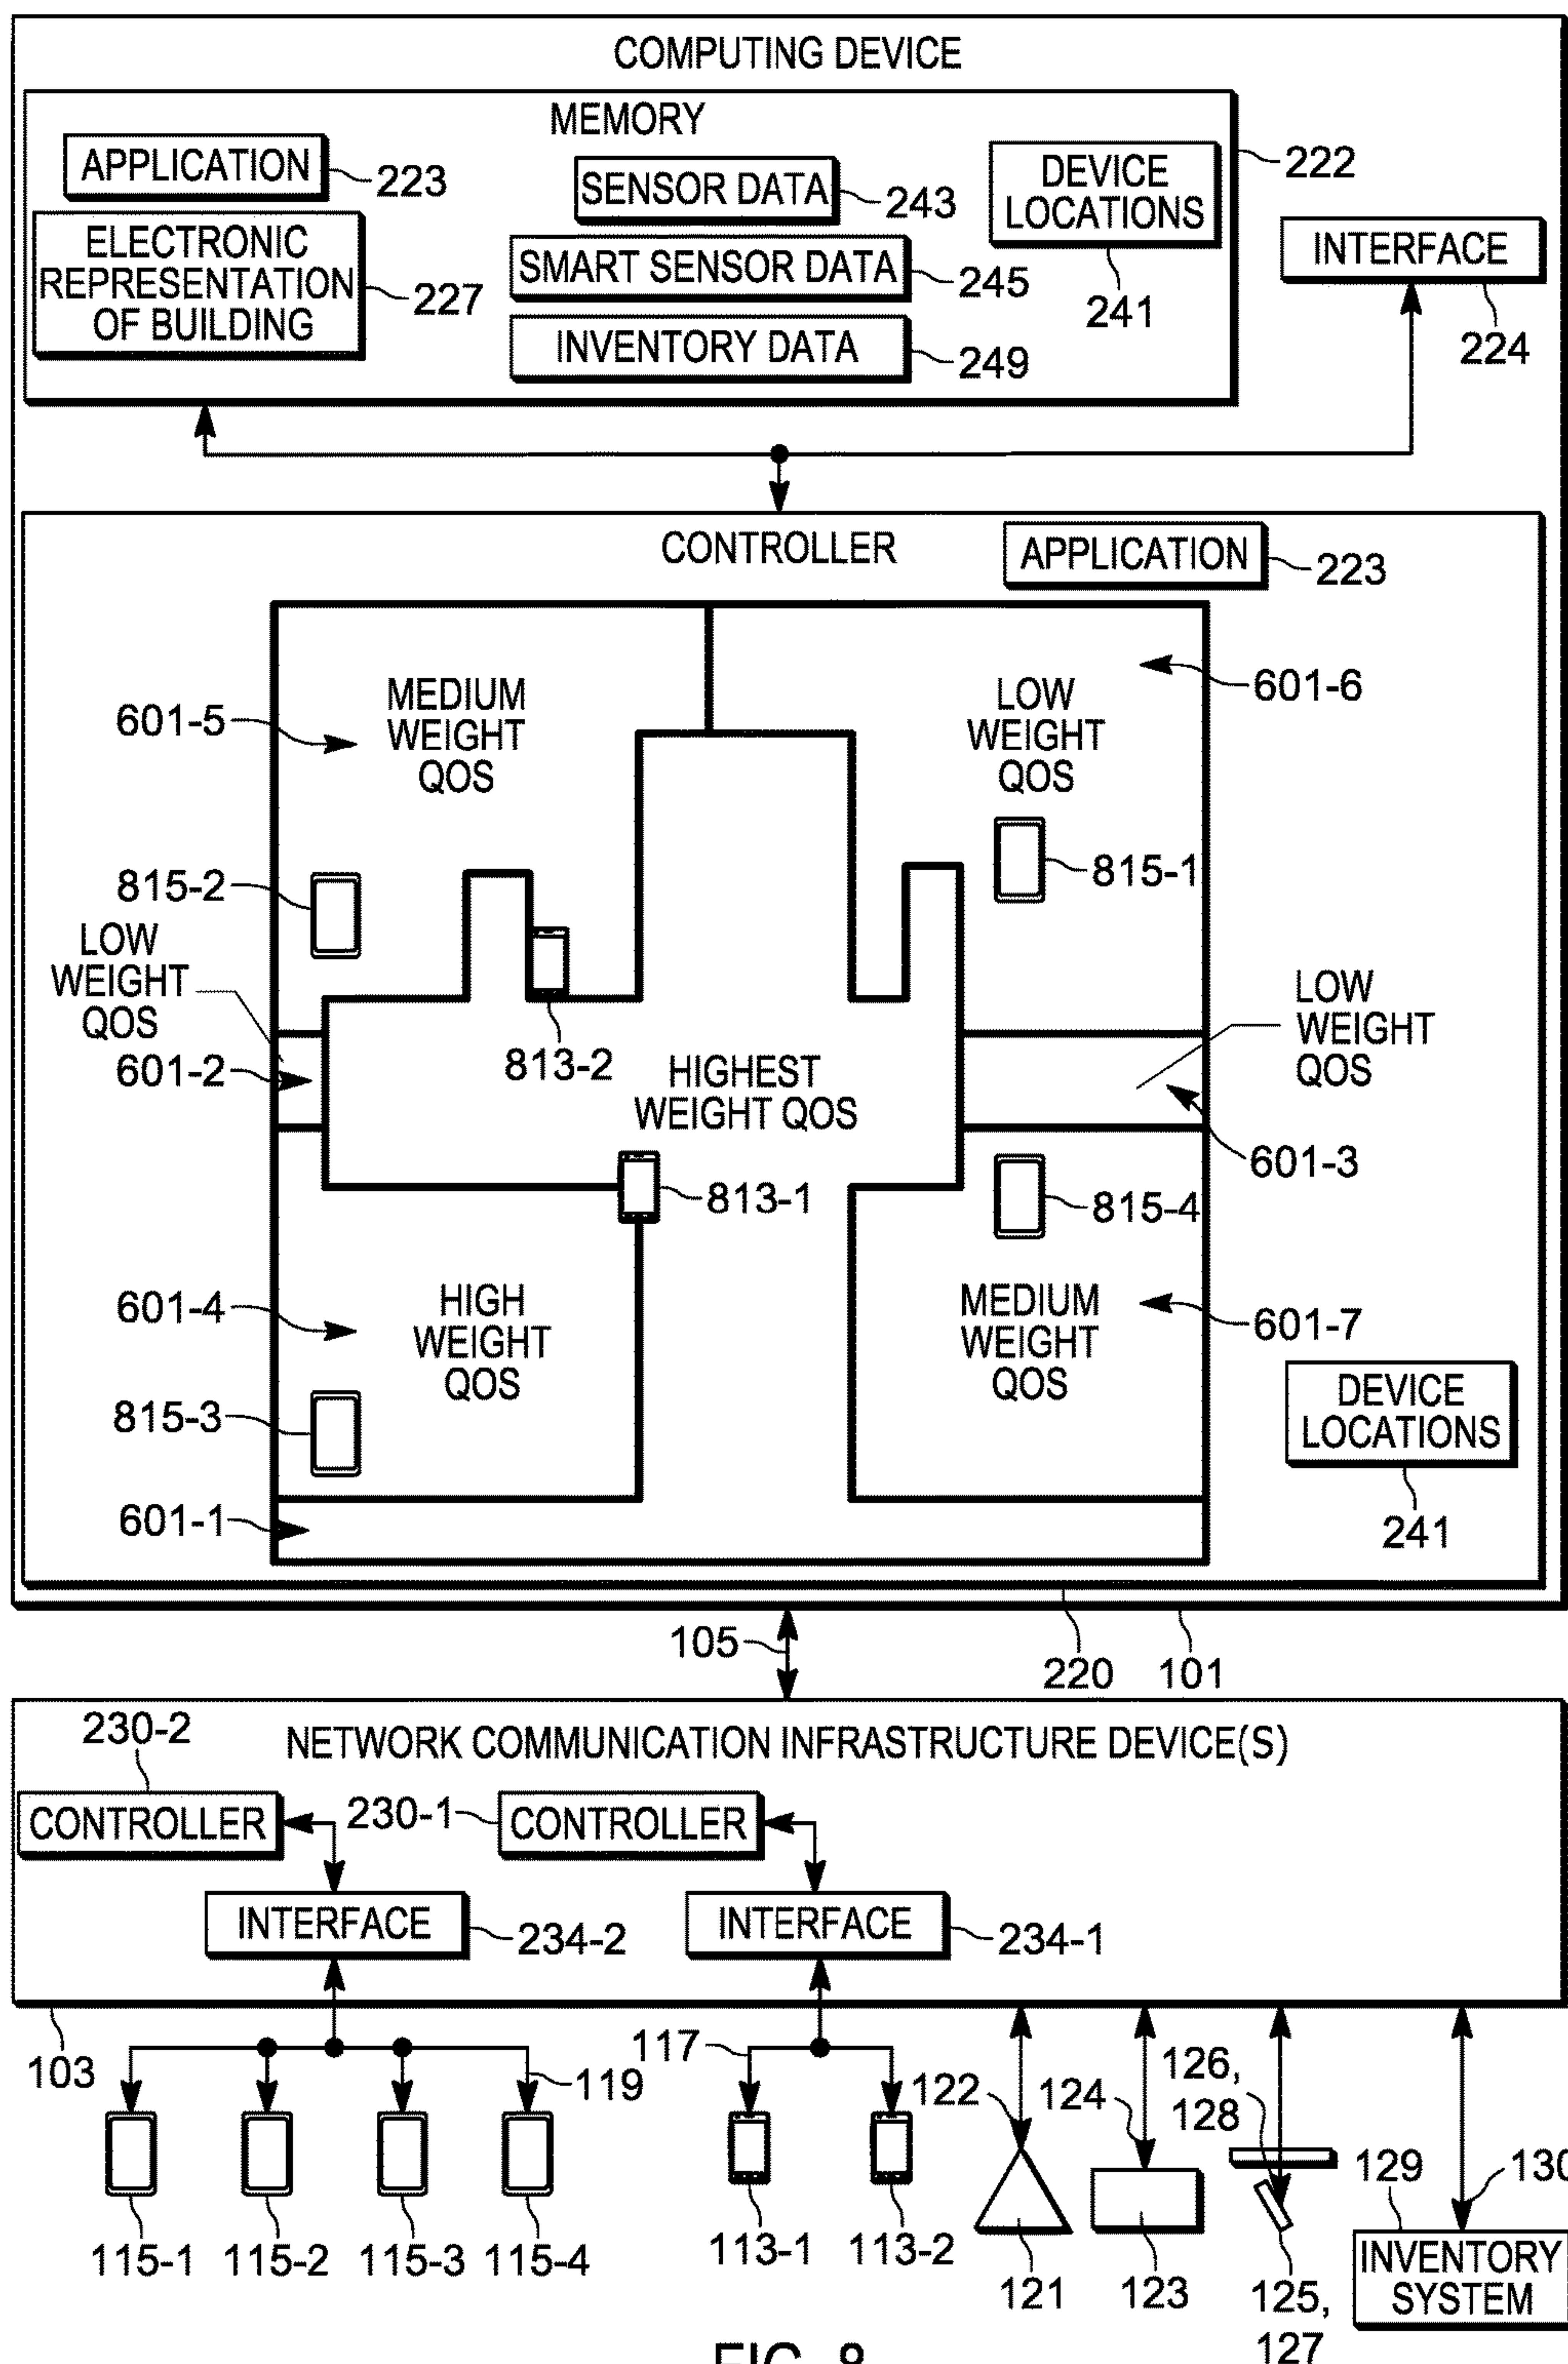 COMPUTING DEVICE
MEMORY
APPLICATION
223
SENSOR DATA
243
DEVICE
LOCATIONS
241
222
ELECTRONIC
REPRESENTATION
OF BUILDING
227
SMART SENSOR DATA
245
INVENTORY DATA
249
INTERFACE
224
CONTROLLER
APPLICATION
223
601-5
MEDIUM
WEIGHT
QOS
LOW
WEIGHT
QOS
601-6
815-2
815-1
LOW
WEIGHT
QOS
601-2
813-2
HIGHEST
WEIGHT QOS
LOW
WEIGHT
QOS
601-3
813-1
815-4
601-4
HIGH
WEIGHT
QOS
MEDIUM
WEIGHT
QOS
601-7
815-3
DEVICE
LOCATIONS
241
601-1
105
220
101
NETWORK COMMUNICATION INFRASTRUCTURE DEVICE(S)
230-2
CONTROLLER
230-1
CONTROLLER
INTERFACE
234-2
INTERFACE
234-1
103
119
117
122
124
126,
128
129
130
115-1
115-2
115-3
115-4
113-1
113-2
121
123
125,
127
INVENTORY
SYSTEM
FIG. 8